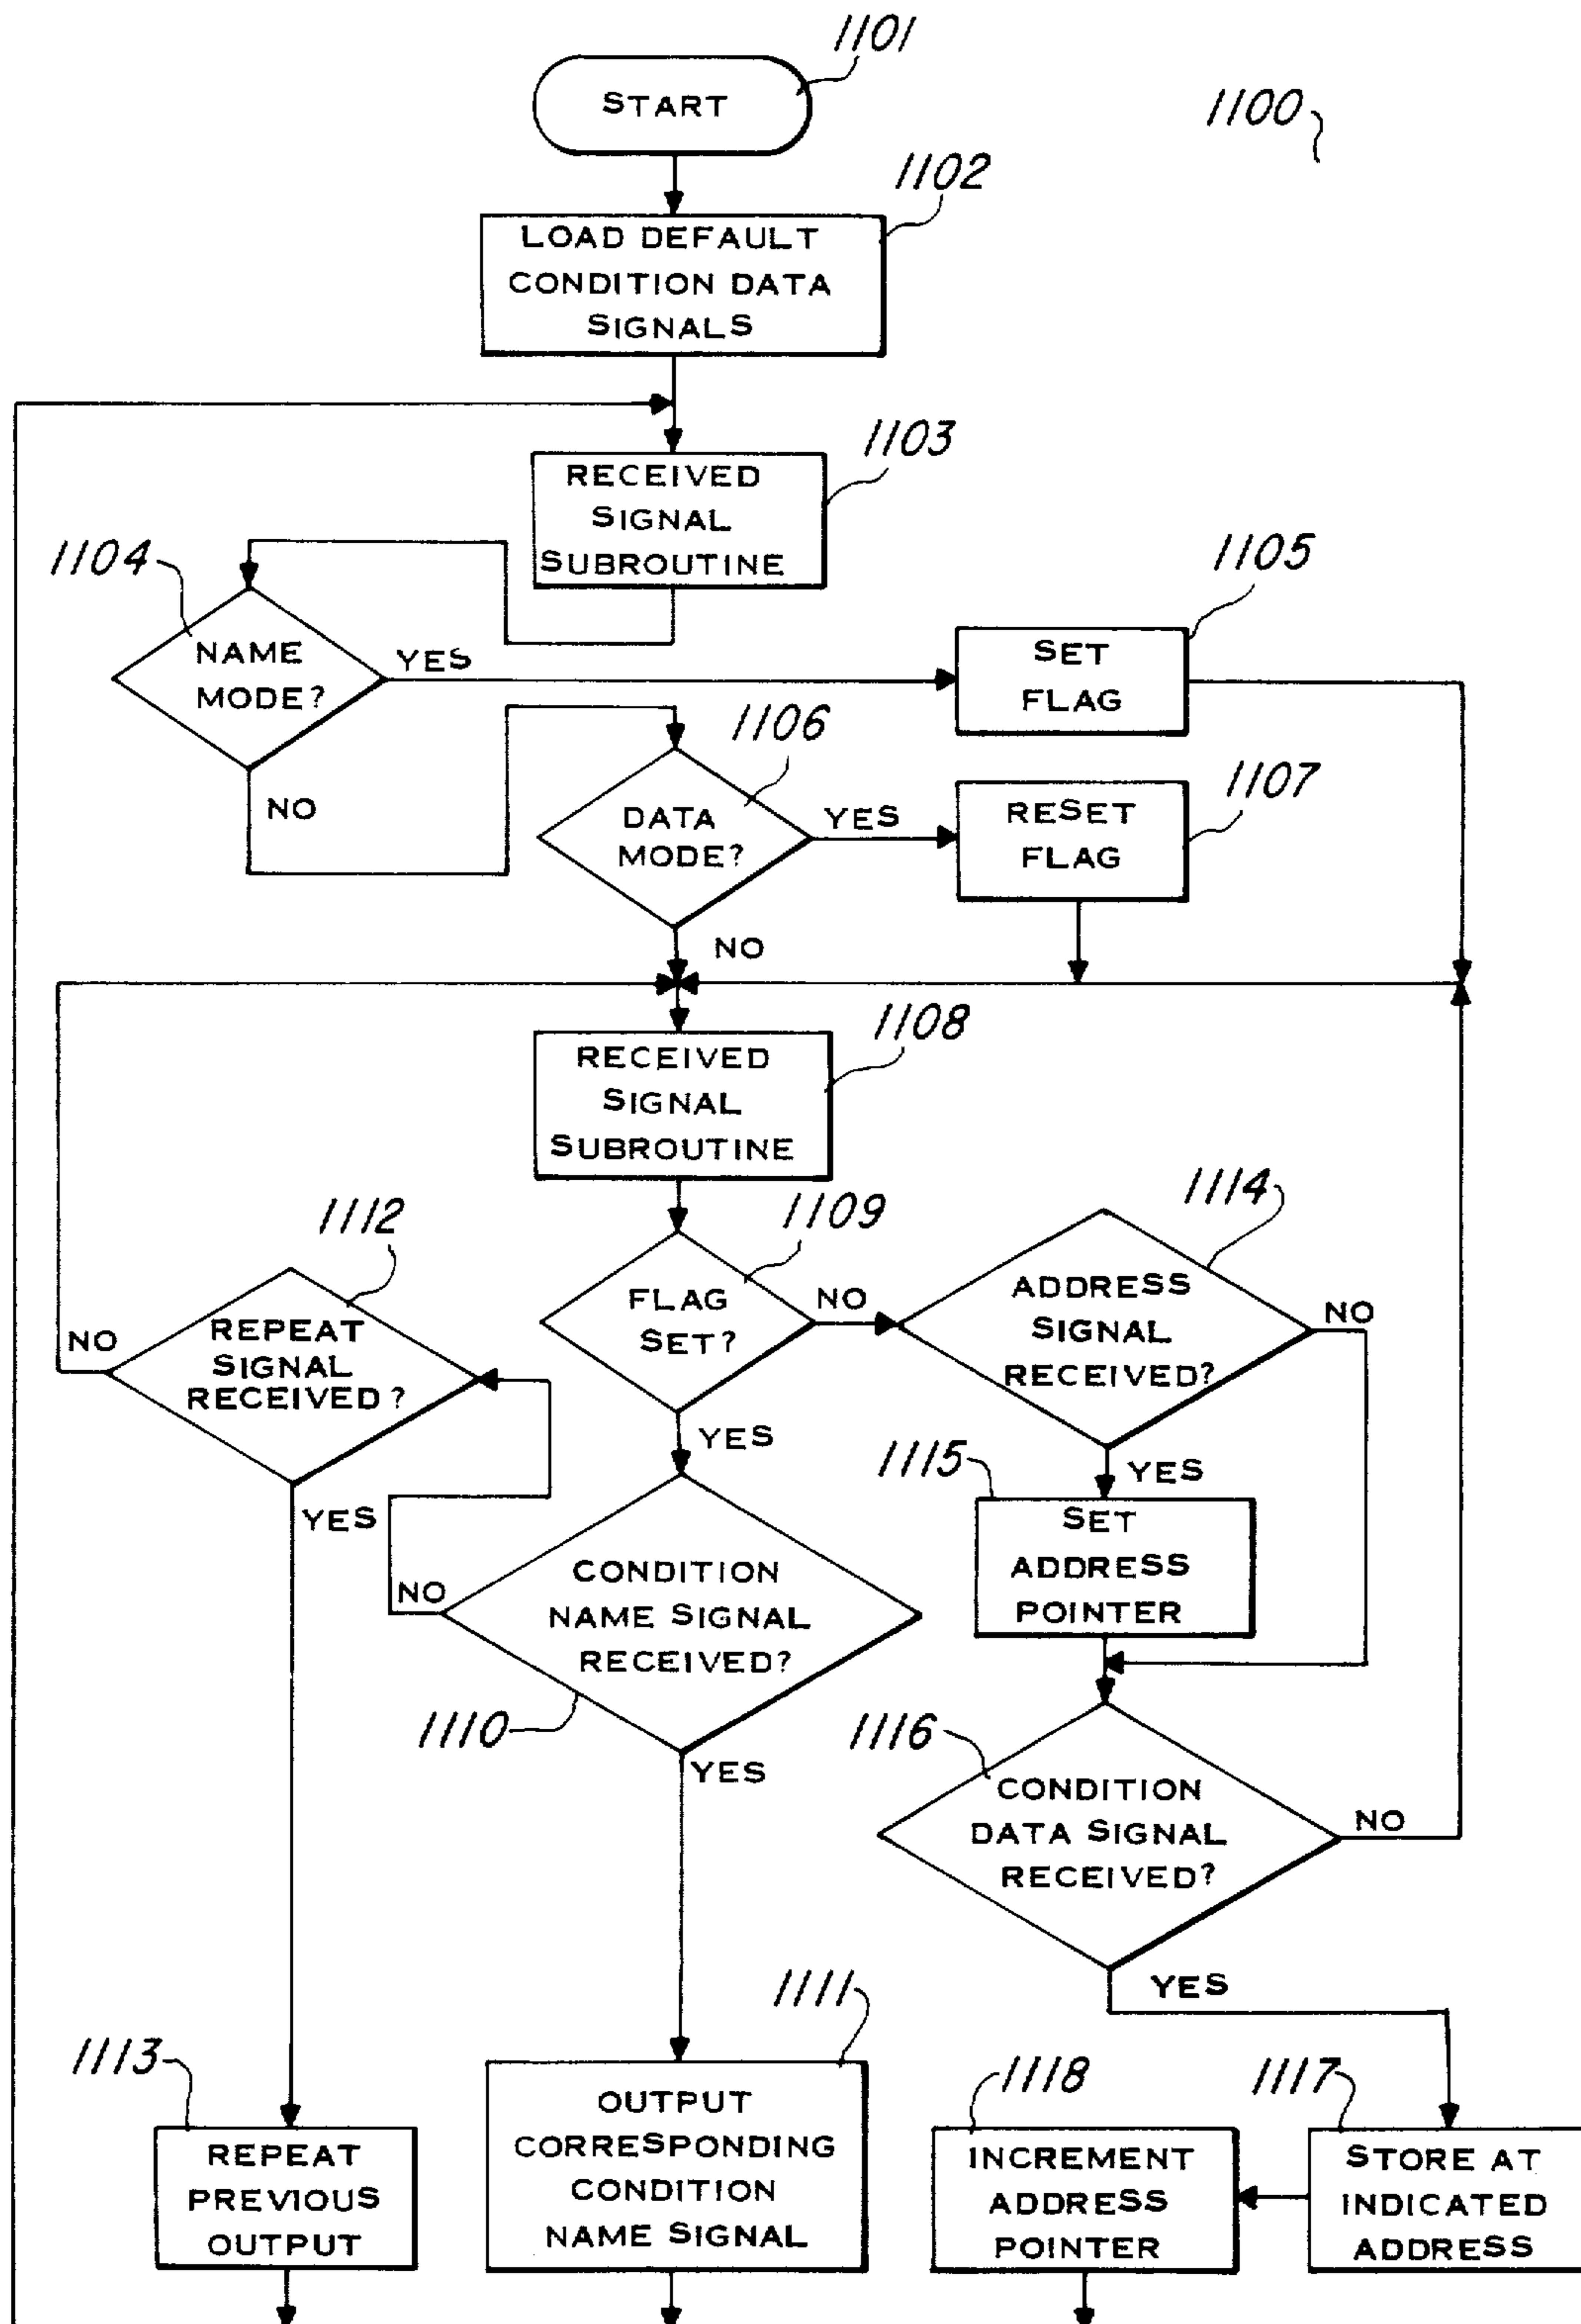 1101
START
1100
1102
LOAD DEFAULT
CONDITION DATA
SIGNALS
1103
RECEIVED
SIGNAL
SUBROUTINE
1104
NAME
MODE?
YES
NO
1105
SET
FLAG
1106
DATA
MODE?
YES
NO
1107
RESET
FLAG
1108
RECEIVED
SIGNAL
SUBROUTINE
1109
FLAG
SET?
NO
YES
1112
REPEAT
SIGNAL
RECEIVED?
NO
YES
1114
ADDRESS
SIGNAL
RECEIVED?
NO
YES
1115
SET
ADDRESS
POINTER
CONDITION
NAME SIGNAL
RECEIVED?
NO
YES
1110
1116
CONDITION
DATA SIGNAL
RECEIVED?
NO
YES
1113
REPEAT
PREVIOUS
OUTPUT
1111
OUTPUT
CORRESPONDING
CONDITION
NAME SIGNAL
1118
INCREMENT
ADDRESS
POINTER
1117
STORE AT
INDICATED
ADDRESS